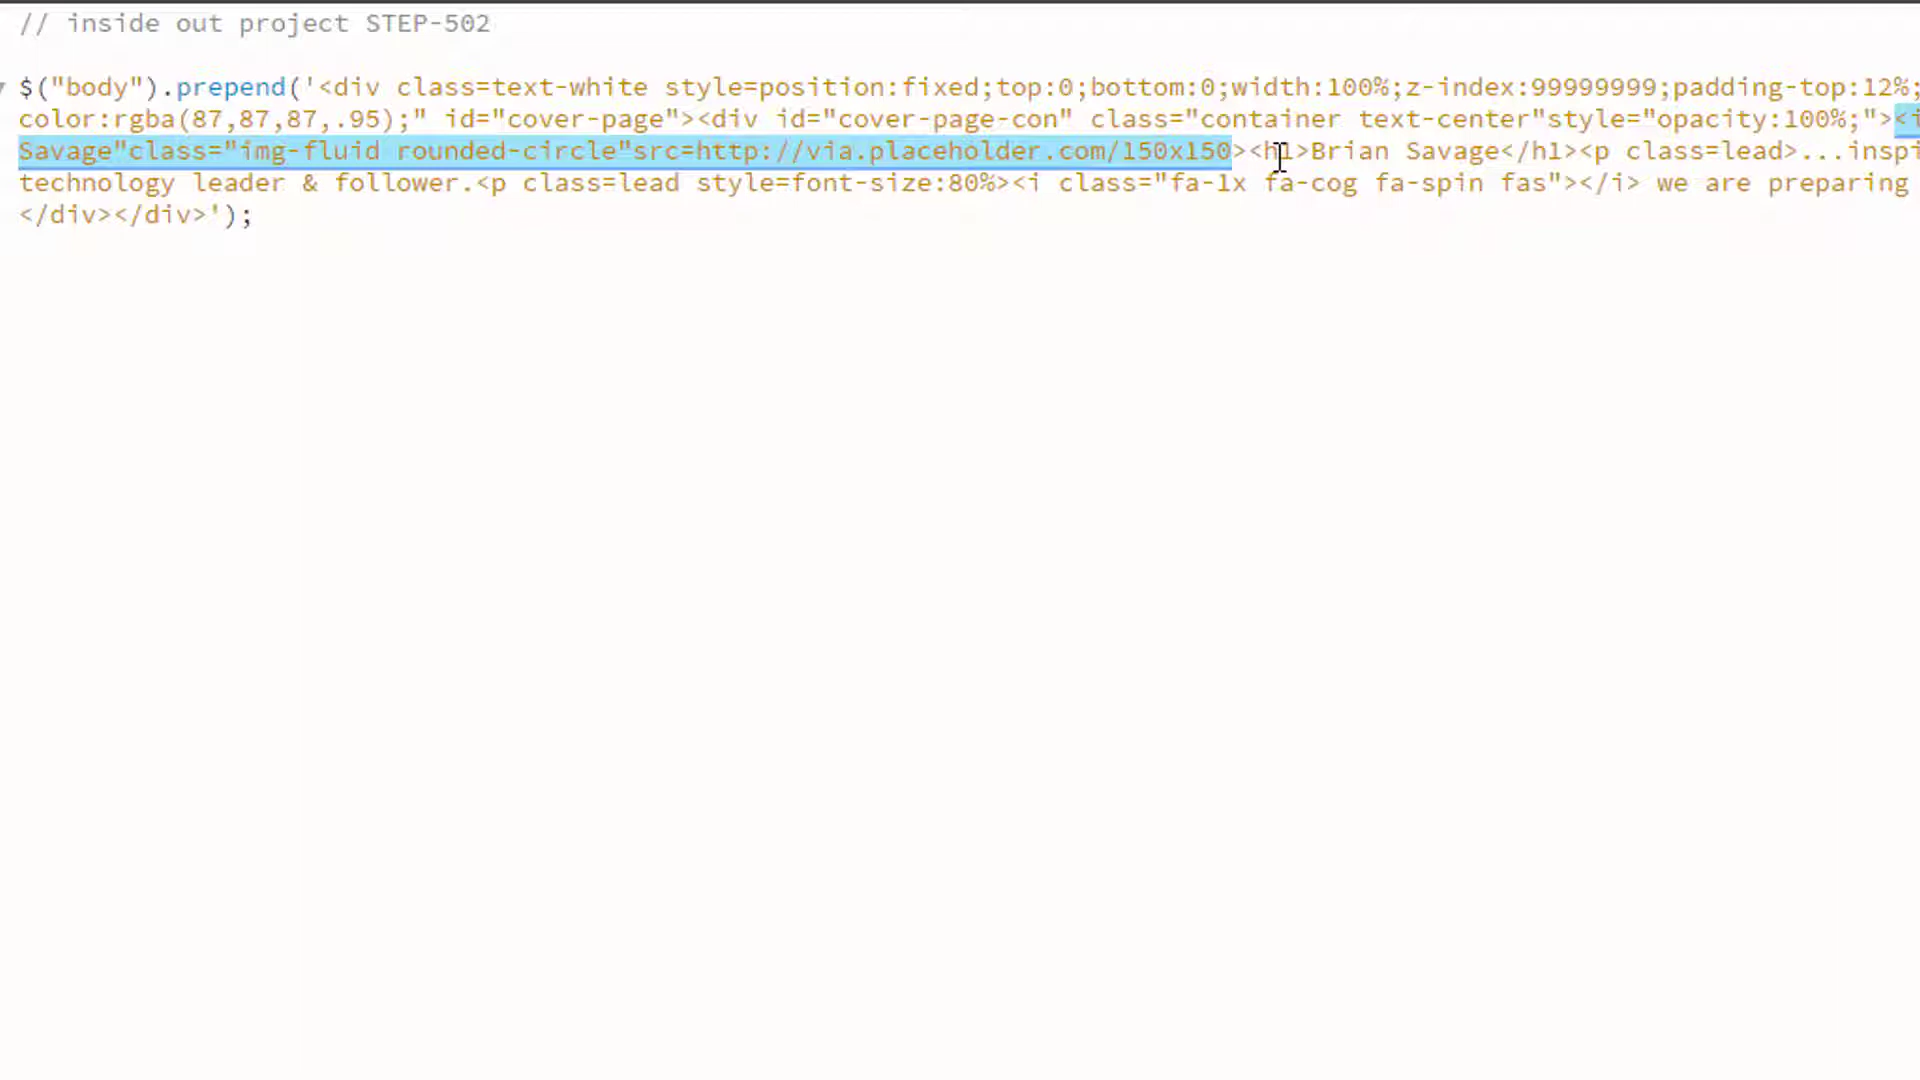 // inside out project STEP-502
$("body").prepend('<div class=text-white style=position:fixed;top:0;bottom:0;width:100%;z-index:99999999;padding-top:12%;
color:rgba(87,87,87,.95);" id="cover-page"><div id="cover-page-con" class="container text-center"style="opacity:100%;"><i
Savage"class="img-fluid rounded-circle"src=http://via.placeholder.com/150x150><h1>Brian Savage</h1><p class=lead>...inspi
technology leader & follower.<p class=lead style=font-size:80%><i class="fa-1x fa-cog fa-spin fas"></i> we are preparing
</div></div>');